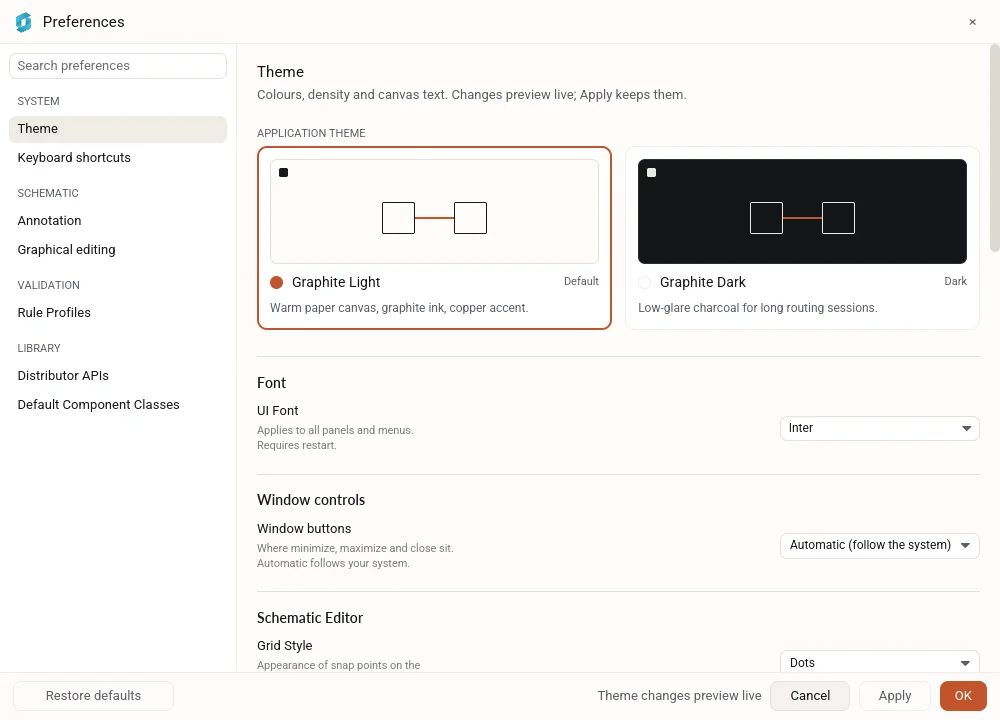 Preferences
×
Search preferences
SYSTEM
Theme
Keyboard shortcuts
SCHEMATIC
Annotation
Graphical editing
VALIDATION
Rule Profiles
LIBRARY
Distributor APIs
Default Component Classes
Theme
Colours, density and canvas text. Changes preview live; Apply keeps them.
APPLICATION THEME
Graphite Light
Default
Warm paper canvas, graphite ink, copper accent.
Graphite Dark
Dark
Low-glare charcoal for long routing sessions.
Font
UI Font
Applies to all panels and menus.
Requires restart.
Inter
Window controls
Window buttons
Where minimize, maximize and close sit.
Automatic follows your system.
Automatic (follow the system)
Schematic Editor
Grid Style
Appearance of snap points on the
Dots
Restore defaults
Theme changes preview live
Cancel
Apply
OK